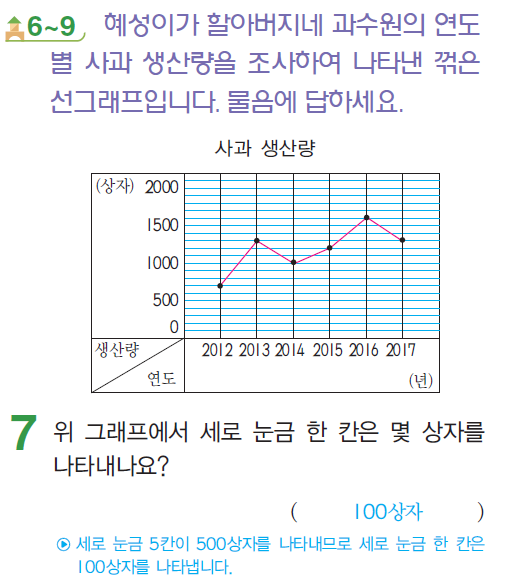 6~9 혜성이가 할아버지네 과수원의 연도
별 사과 생산량을 조사하여 나타낸 꺾은
선그래프입니다. 물음에 답하세요.
사과 생산량
(상자) 2000
1500
1000
500
0
생산량
연도
2012 2013 2014 2015 2016 2017
(년)
7 위 그래프에서 세로 눈금 한 칸은 몇 상자를
나타내나요?
( 100상자 )
▶ 세로 눈금 5칸이 500상자를 나타내므로 세로 눈금 한 칸은
100상자를 나타냅니다.